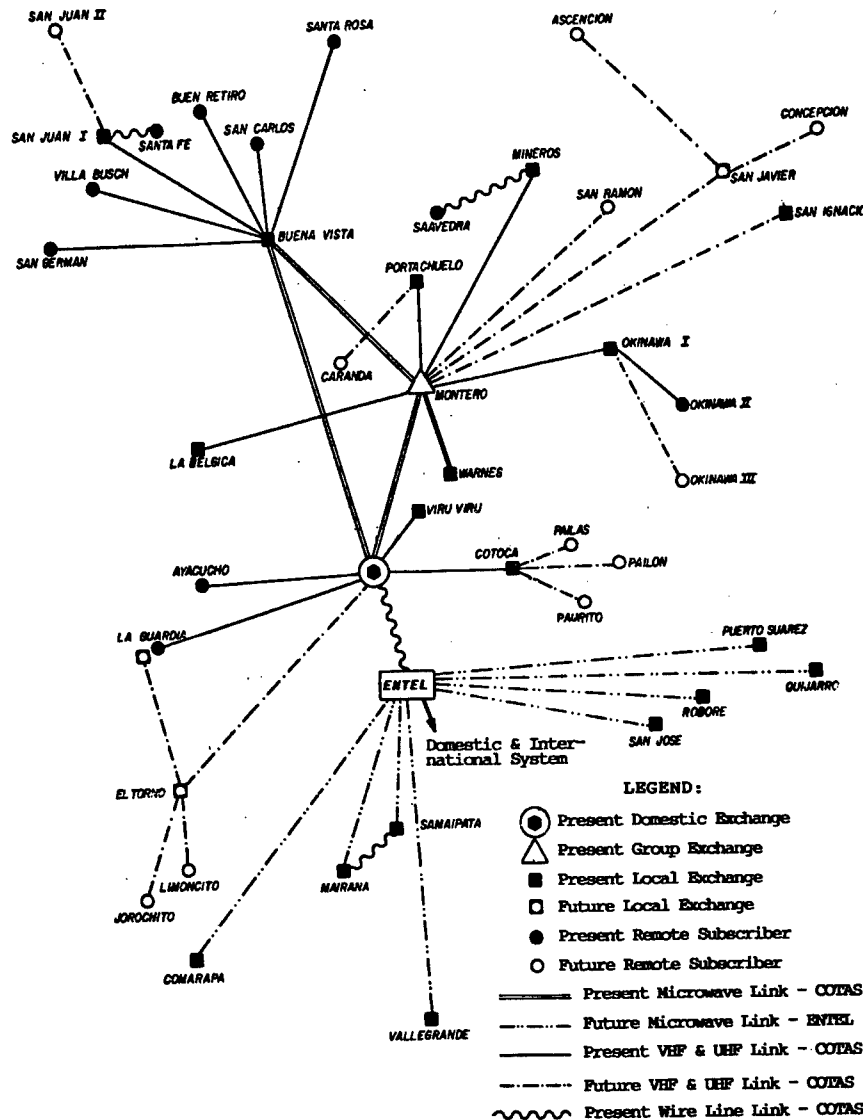 SAN JUAN II
SANTA ROSA
ASCENCION
BUEN RETIRO
SAN CARLOS
CONCEPCION
SAN JUAN I
SANTA FE
MINEROS
VILLA BUSCH
SAN RAMON
SAN JAVIER
SAAVEDRA
SAN IGNACIO
BUENA VISTA
SAN GERMAN
PORTACHUELO
OKINAWA I
CARANDA
MONTERO
OKINAWA II
LA BELGICA
WARNES
OKINAWA III
VIRU VIRU
PAILAS
COTOCA
PAILON
AYACUCHO
PAURITO
LA GUARDIA
PUERTO SUAREZ
ENTEL
QUIJARRO
ROBORE
SAN JOSE
Domestic & Inter-
national System
LEGEND:
EL TORNO
Present Domestic Exchange
SAMAIPATA
Present Group Exchange
MAIRANA
Present Local Exchange
LIMONCITO
Future Local Exchange
JOROCHITO
Present Remote Subscriber
Future Remote Subscriber
COMARAPA
Present Microwave Link - COTAS
Future Microwave Link - ENTEL
VALLEGRANDE
Present VHF & UHF Link - COTAS
Future VHF & UHF Link - COTAS
Present Wire Line Link - COTAS